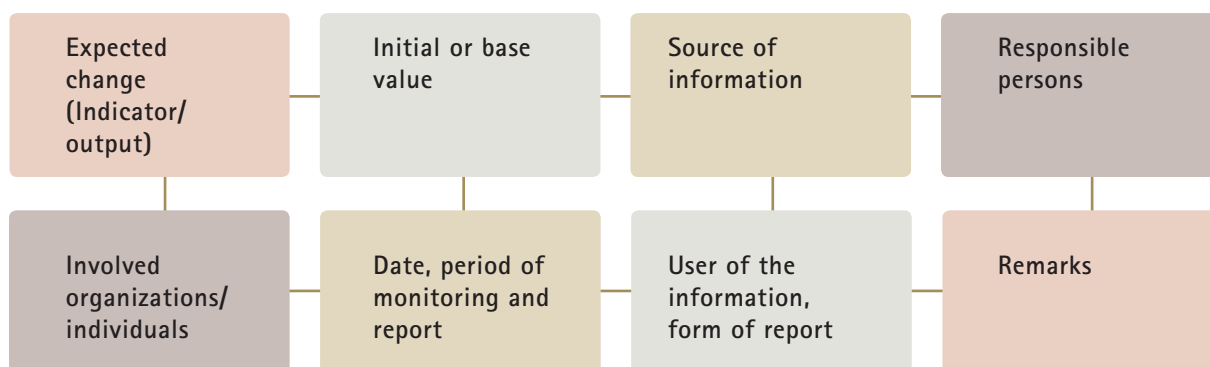 Expected
change
(Indicator/
output)
Initial or base
value
Source of
information
Responsible
persons
Involved
organizations/
individuals
Date, period of
monitoring and
report
User of the
information,
form of report
Remarks